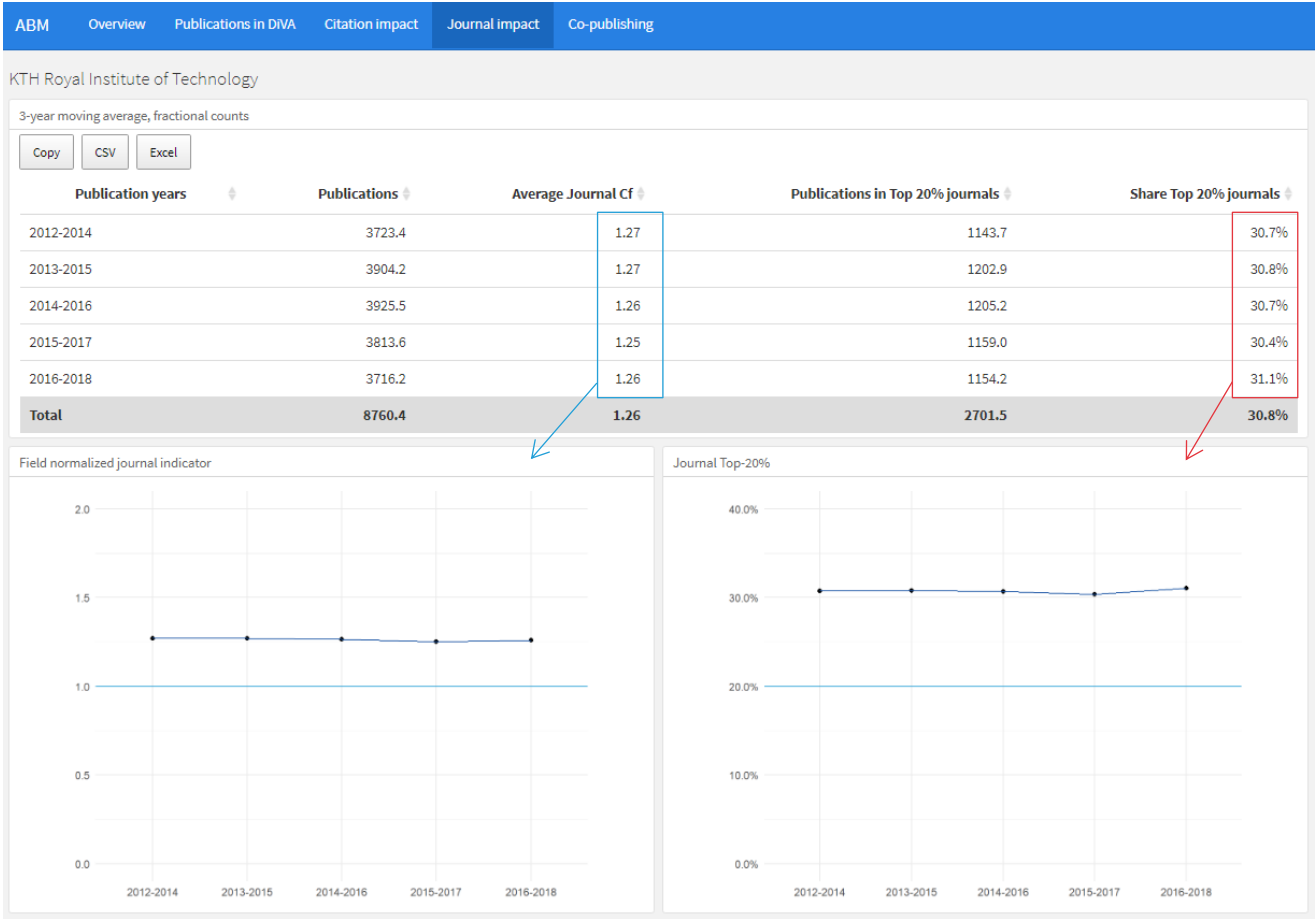 ABM Overview Publications in DiVA Citation impact Journal impact Co-publishing
KTH Royal Institute of Technology
3-year moving average, fractional counts
Copy CSV Excel
Publication years Publications Average Journal Cf Publications in Top 20% journals Share Top 20% journals
2012-2014 3723.4 1.27 1143.7 30.7%
2013-2015 3904.2 1.27 1202.9 30.8%
2014-2016 3925.5 1.26 1205.2 30.7%
2015-2017 3813.6 1.25 1159.0 30.4%
2016-2018 3716.2 1.26 1154.2 31.1%
Total 8760.4 1.26 2701.5 30.8%
Field normalized journal indicator
2.0
1.5
1.0
0.5
0.0
2012-2014 2013-2015 2014-2016 2015-2017 2016-2018
Journal Top-20%
40.0%
30.0%
20.0%
10.0%
0.0%
2012-2014 2013-2015 2014-2016 2015-2017 2016-2018